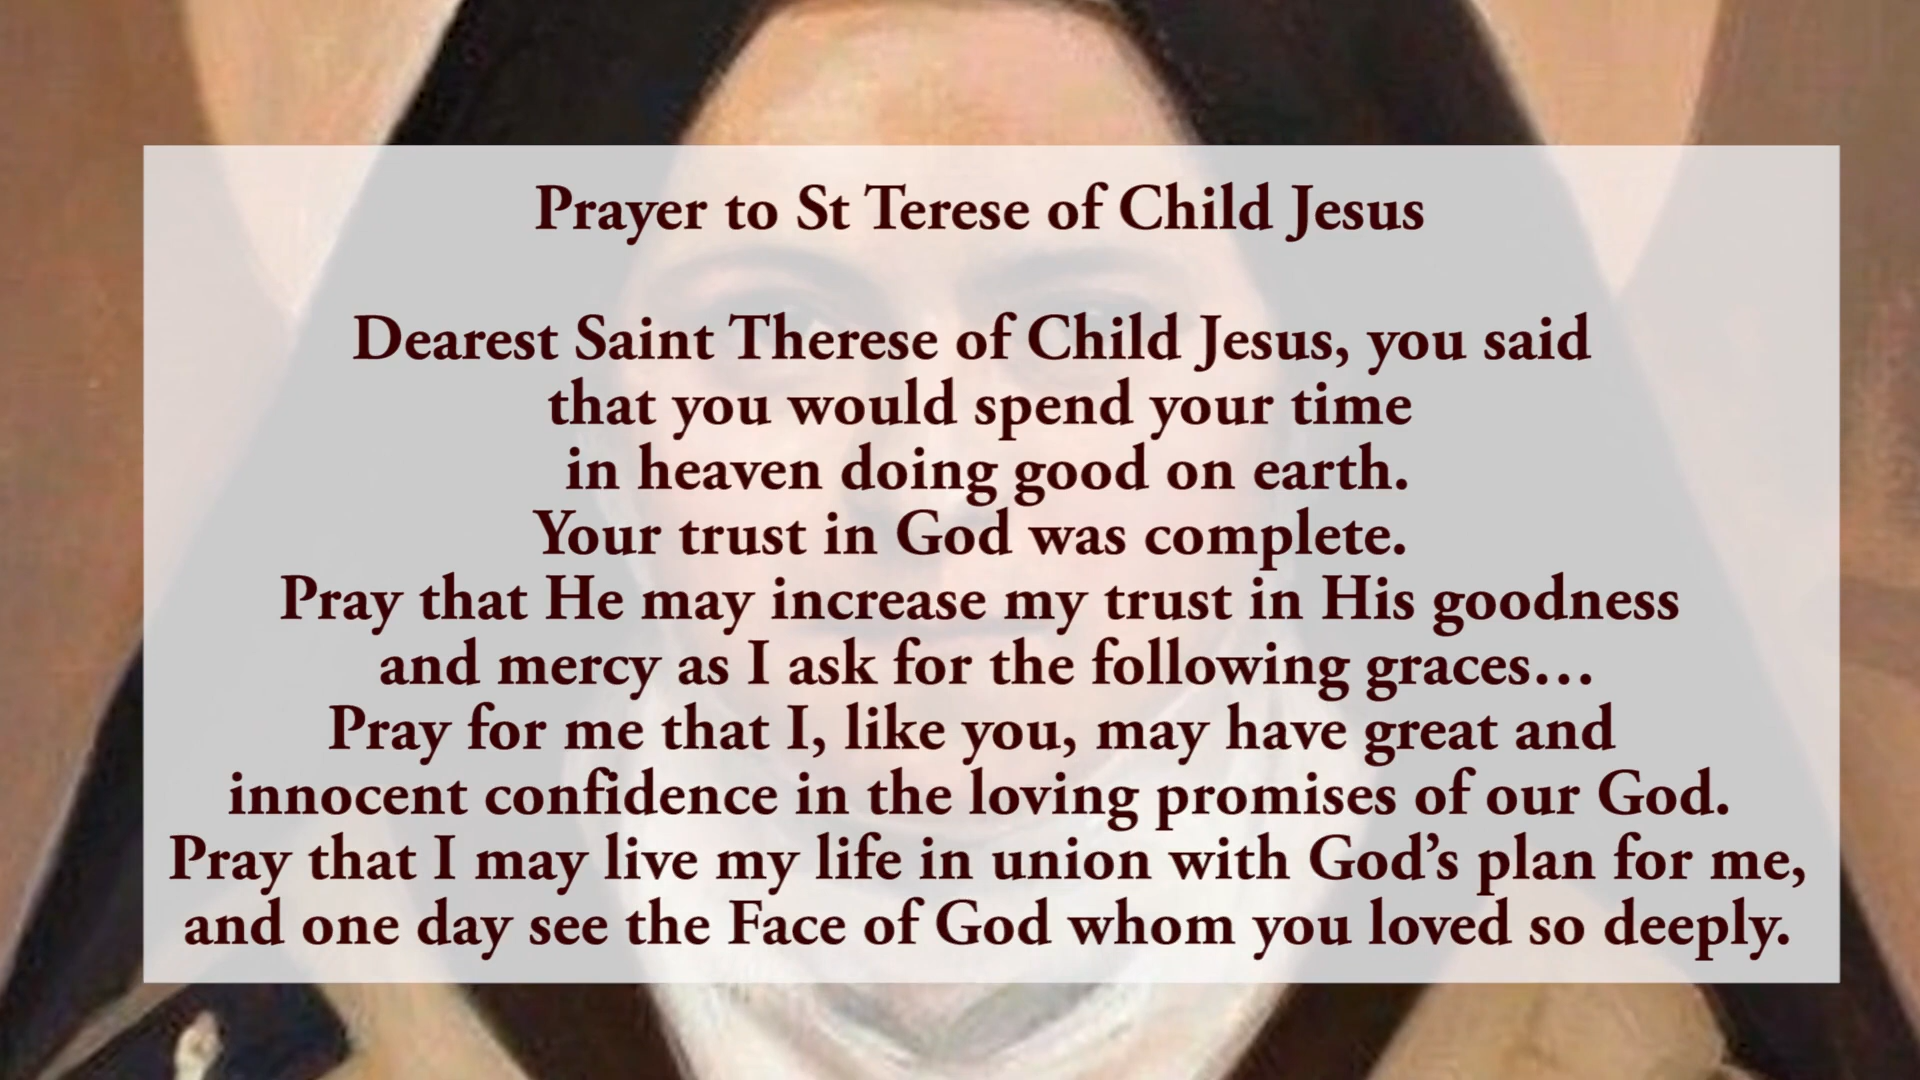 Prayer to St Terese of Child Jesus
Dearest Saint Therese of Child Jesus, you said
that you would spend your time
in heaven doing good on earth.
Your trust in God was complete.
Pray that He may increase my trust in His goodness
and mercy as I ask for the following graces…
Pray for me that I, like you, may have great and
innocent confidence in the loving promises of our God.
Pray that I may live my life in union with God’s plan for me,
and one day see the Face of God whom you loved so deeply.